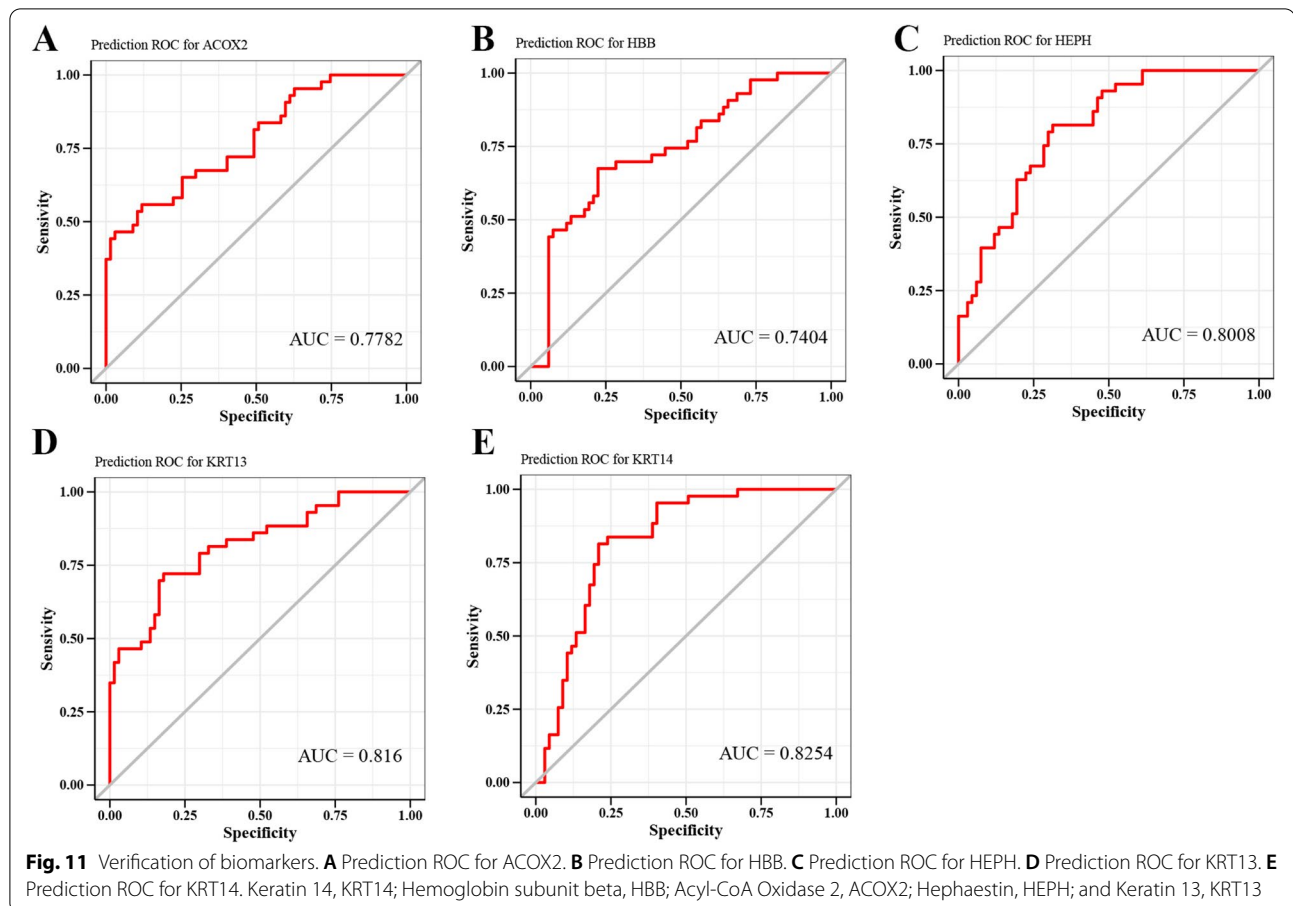 A
Prediction ROC for ACOX2
1.00
0.75
0.50
0.25
0.00
Sensivity
AUC = 0.7782
0.00 0.25 0.50 0.75 1.00
Specificity
B
Prediction ROC for HBB
1.00
0.75
0.50
0.25
0.00
Sensivity
AUC = 0.7404
0.00 0.25 0.50 0.75 1.00
Specificity
C
Prediction ROC for HEPH
1.00
0.75
0.50
0.25
0.00
Sensivity
AUC = 0.8008
0.00 0.25 0.50 0.75 1.00
Specificity
D
Prediction ROC for KRT13
1.00
0.75
0.50
0.25
0.00
Sensivity
AUC = 0.816
0.00 0.25 0.50 0.75 1.00
Specificity
E
Prediction ROC for KRT14
1.00
0.75
0.50
0.25
0.00
Sensivity
AUC = 0.8254
0.00 0.25 0.50 0.75 1.00
Specificity
Fig. 11 Verification of biomarkers. A Prediction ROC for ACOX2. B Prediction ROC for HBB. C Prediction ROC for HEPH. D Prediction ROC for KRT13. E
Prediction ROC for KRT14. Keratin 14, KRT14; Hemoglobin subunit beta, HBB; Acyl-CoA Oxidase 2, ACOX2; Hephaestin, HEPH; and Keratin 13, KRT13